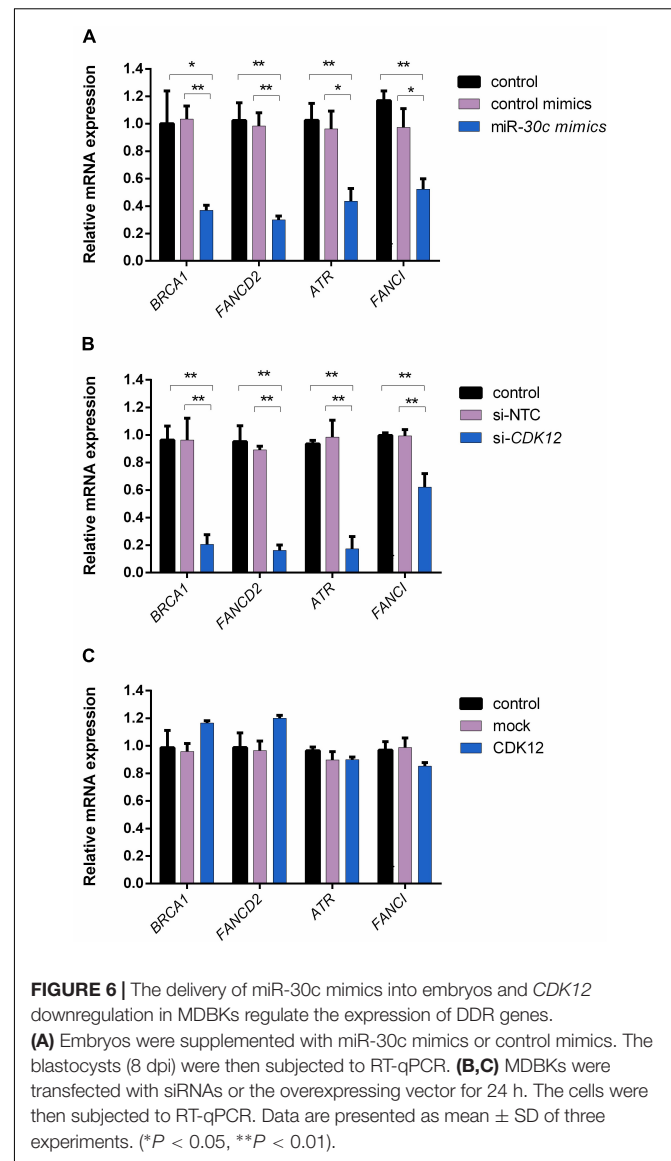 A
* ** ** **
** ** * *
1.4
1.2
1.0
0.8
0.6
0.4
0.2
0.0
Relative mRNA expression
BRCA1
FANCD2
ATR
FANCI
control
control mimics
miR-30c mimics
B
** ** ** **
** ** ** **
1.4
1.2
1.0
0.8
0.6
0.4
0.2
0.0
Relative mRNA expression
BRCA1
FANCD2
ATR
FANCI
control
si-NTC
si-CDK12
C
1.4
1.2
1.0
0.8
0.6
0.4
0.2
0.0
Relative mRNA expression
BRCA1
FANCD2
ATR
FANCI
control
mock
CDK12
FIGURE 6 | The delivery of miR-30c mimics into embryos and CDK12
downregulation in MDBKs regulate the expression of DDR genes.
(A) Embryos were supplemented with miR-30c mimics or control mimics. The
blastocysts (8 dpi) were then subjected to RT-qPCR. (B,C) MDBKs were
transfected with siRNAs or the overexpressing vector for 24 h. The cells were
then subjected to RT-qPCR. Data are presented as mean ± SD of three
experiments. (*P < 0.05, **P < 0.01).